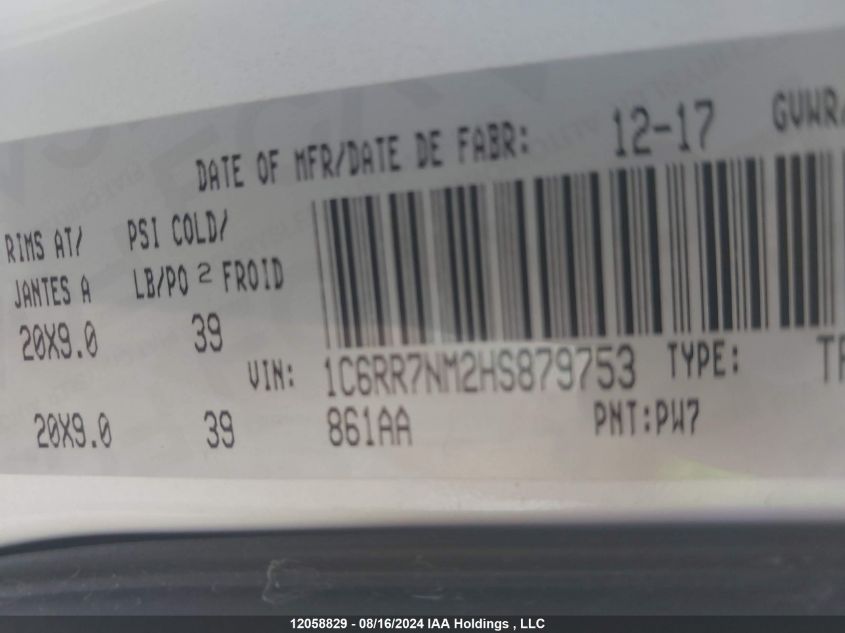 DATE OF MFR/DATE DE FABR: 12-17 GVWR/
RIMS AT/ PSI COLD/
JANTES A LB/PO 2 FROID
20X9.0 39
VIN: 1C6RR7NM2HS879753 TYPE:
20X9.0 39 861AA PNT:PW7
12058829 - 08/16/2024 IAA Holdings , LLC